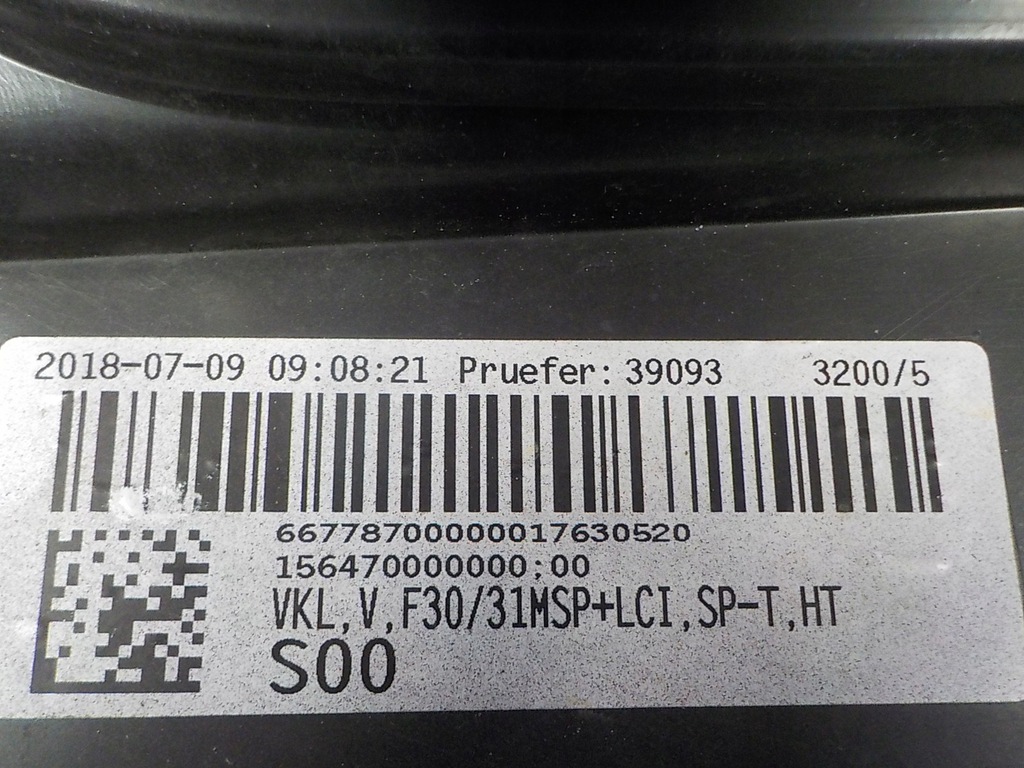 2018-07-09 09:08:21 Pruefer: 39093 3200/5
66778700000017630520
156470000000;00
VKL,V,F30/31MSP+LCI,SP-T,HT
S00